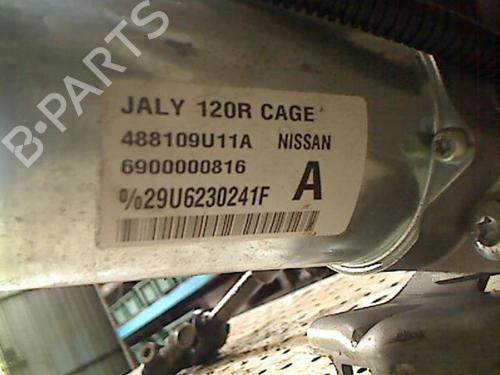 B-PARTS
JALY 120R CAGE
488109U11A NISSAN
6900000816
%29U6230241F A